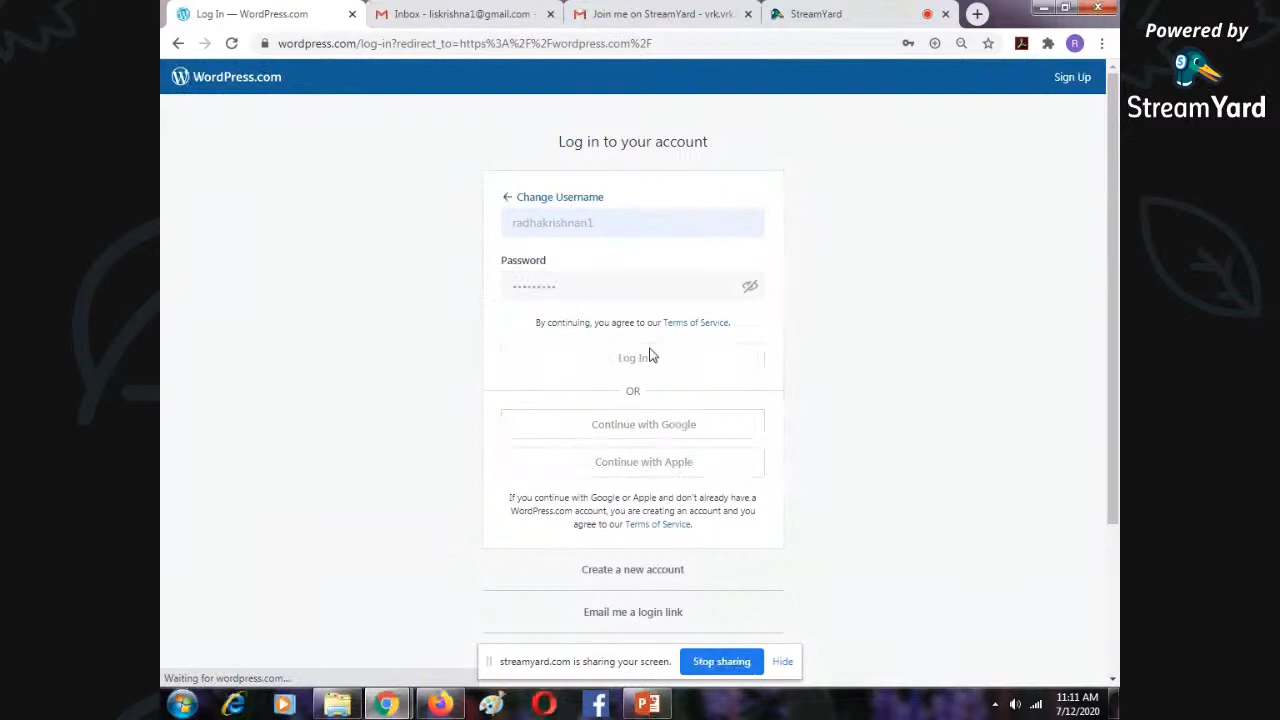 Log In — WordPress.com
Inbox - liskrishna1@gmail.com -
Join me on StreamYard - vrk.vrk
StreamYard
Powered by
StreamYard
wordpress.com/log-in?redirect_to=https%3A%2F%2Fwordpress.com%2F
R
WordPress.com
Sign Up
Log in to your account
← Change Username
radhakrishnan1
Password
By continuing, you agree to our Terms of Service.
Log In
OR
Continue with Google
Continue with Apple
If you continue with Google or Apple and don't already have a
WordPress.com account, you are creating an account and you
agree to our Terms of Service.
Create a new account
Email me a login link
streamyard.com is sharing your screen.
Stop sharing
Hide
Waiting for wordpress.com...
11:11 AM
7/12/2020